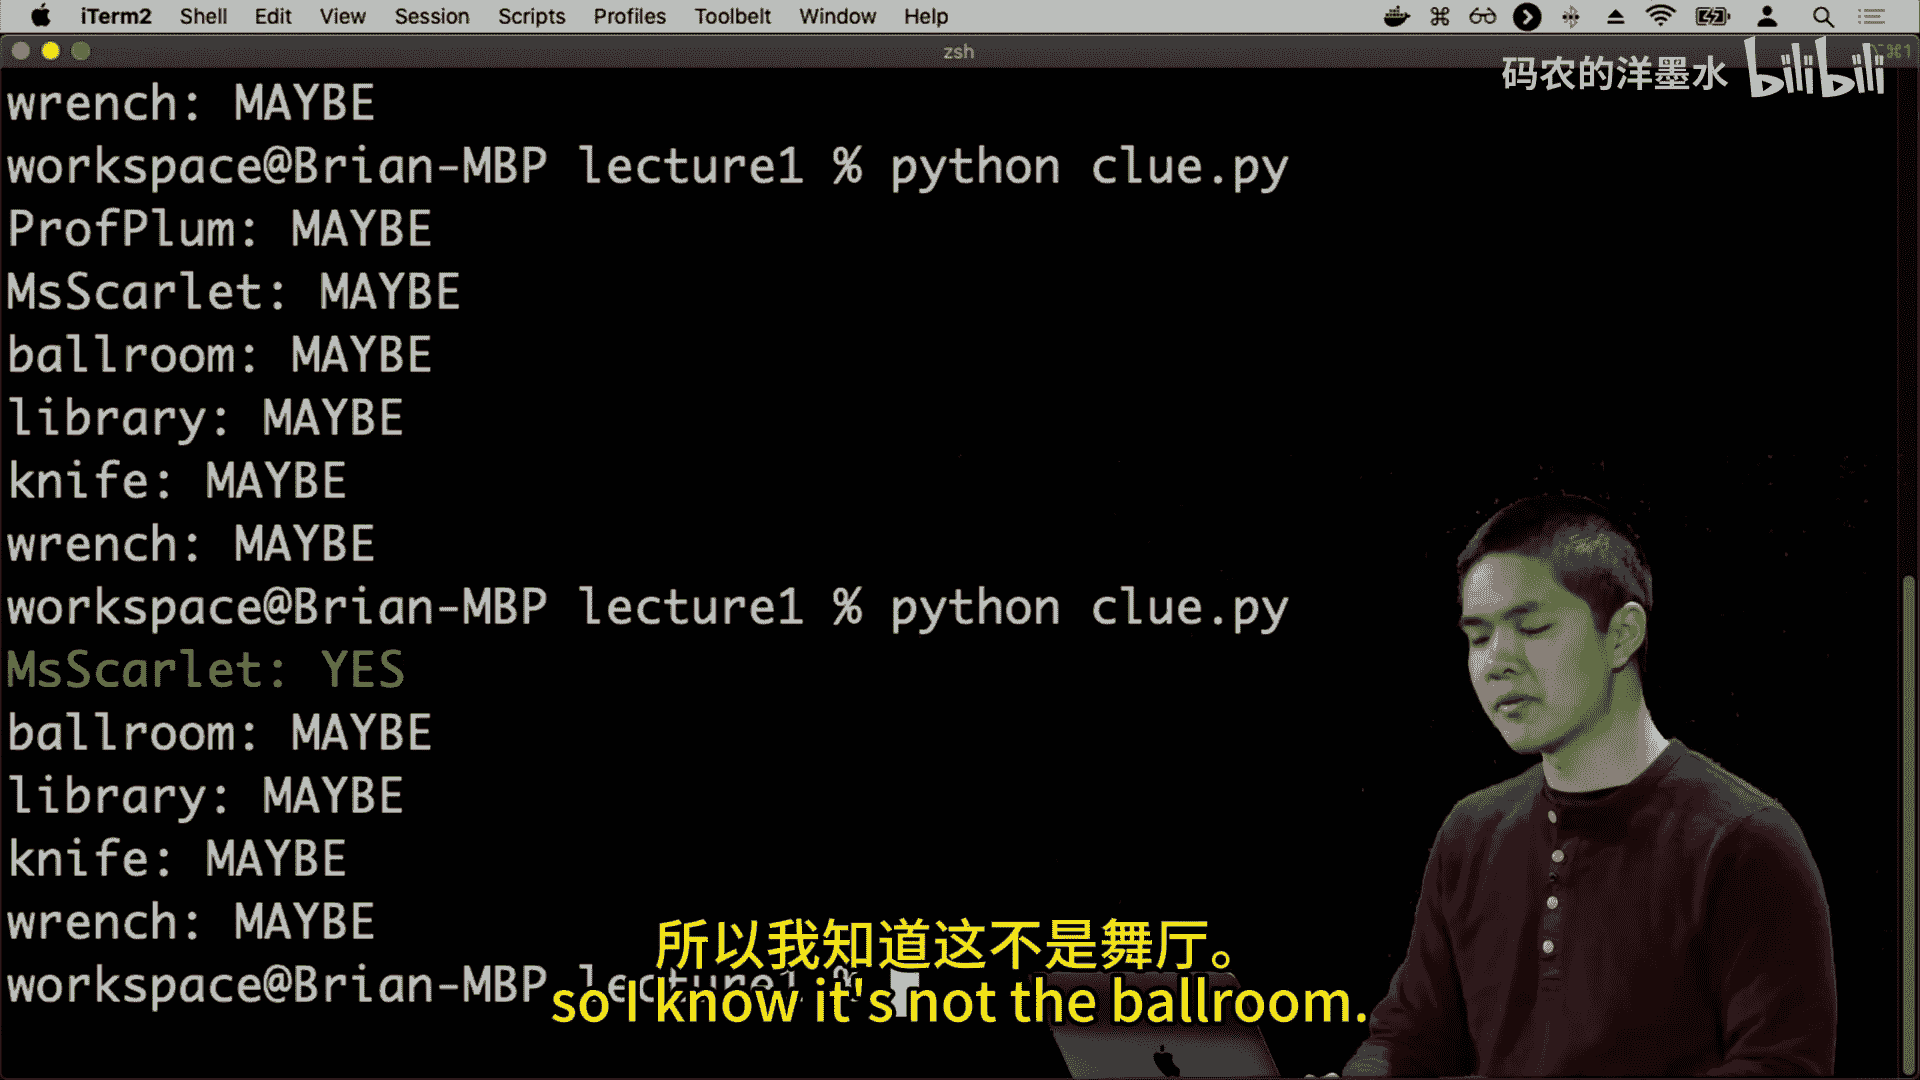 iTerm2 Shell Edit View Session Scripts Profiles Toolbelt Window Help
zsh
⌘1
码农的洋墨水 bilibili
wrench: MAYBE
workspace@Brian-MBP lecture1 % python clue.py
ProfPlum: MAYBE
MsScarlet: MAYBE
ballroom: MAYBE
library: MAYBE
knife: MAYBE
wrench: MAYBE
workspace@Brian-MBP lecture1 % python clue.py
MsScarlet: YES
ballroom: MAYBE
library: MAYBE
knife: MAYBE
wrench: MAYBE
workspace@Brian-MBP lecture1 %
所以我知道这不是舞厅。
so I know it's not the ballroom.